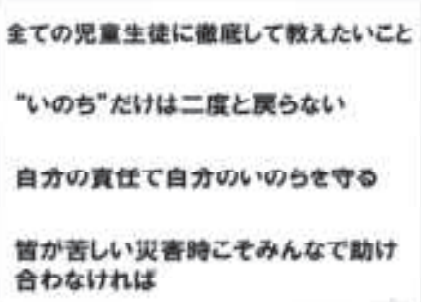 全ての児童生徒に徹底して教えたいこと
“いのち”だけは二度と戻らない
自分の責任で自分のいのちを守る
皆が苦しい災害時こそみんなで助け
合わなければ